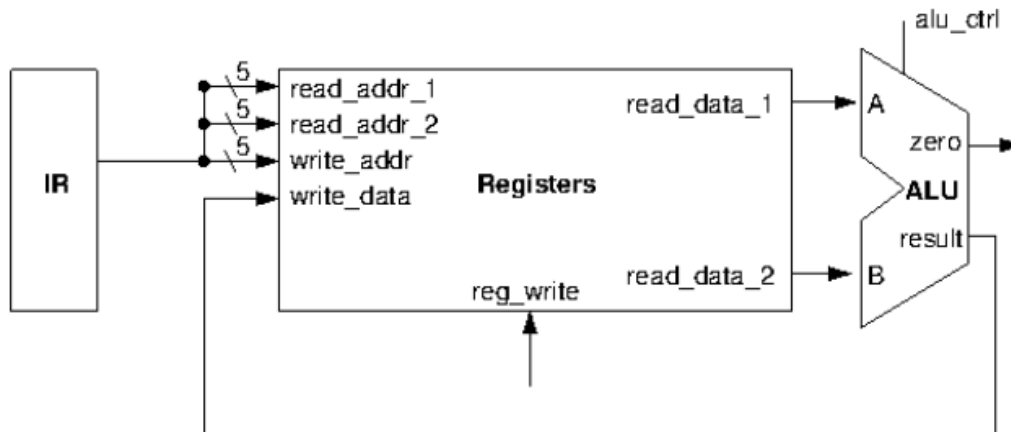 alu_ctrl
5
read_addr_1
5
read_addr_2
5
write_addr
write_data
IR
Registers
read_data_1
read_data_2
reg_write
A
zero
ALU
result
B